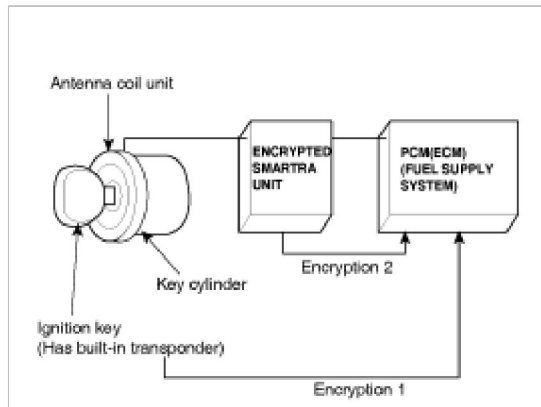 Antenna coil unit
ENCRYPTED
SMARTRA
UNIT
PCM(ECM)
(FUEL SUPPLY
SYSTEM)
Encryption 2
Key cylinder
Ignition key
(Has built-in transponder)
Encryption 1